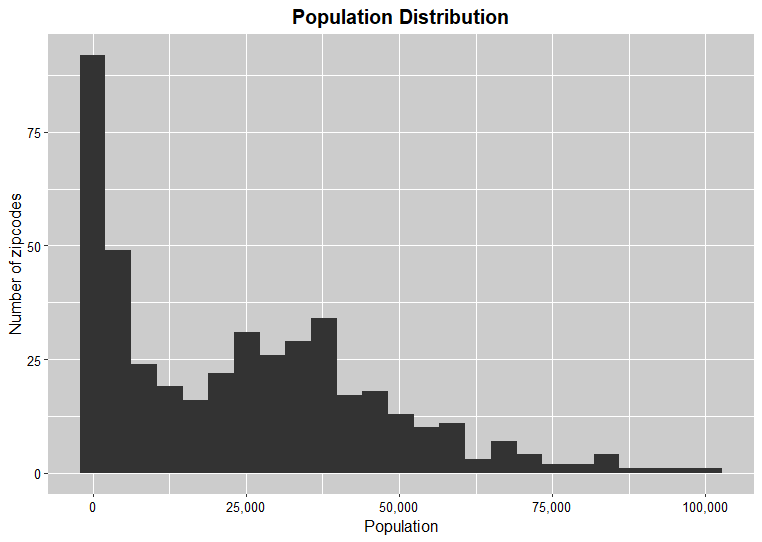 Population Distribution
Number of zipcodes
75
50
25
0
0 25,000 50,000 75,000 100,000
Population